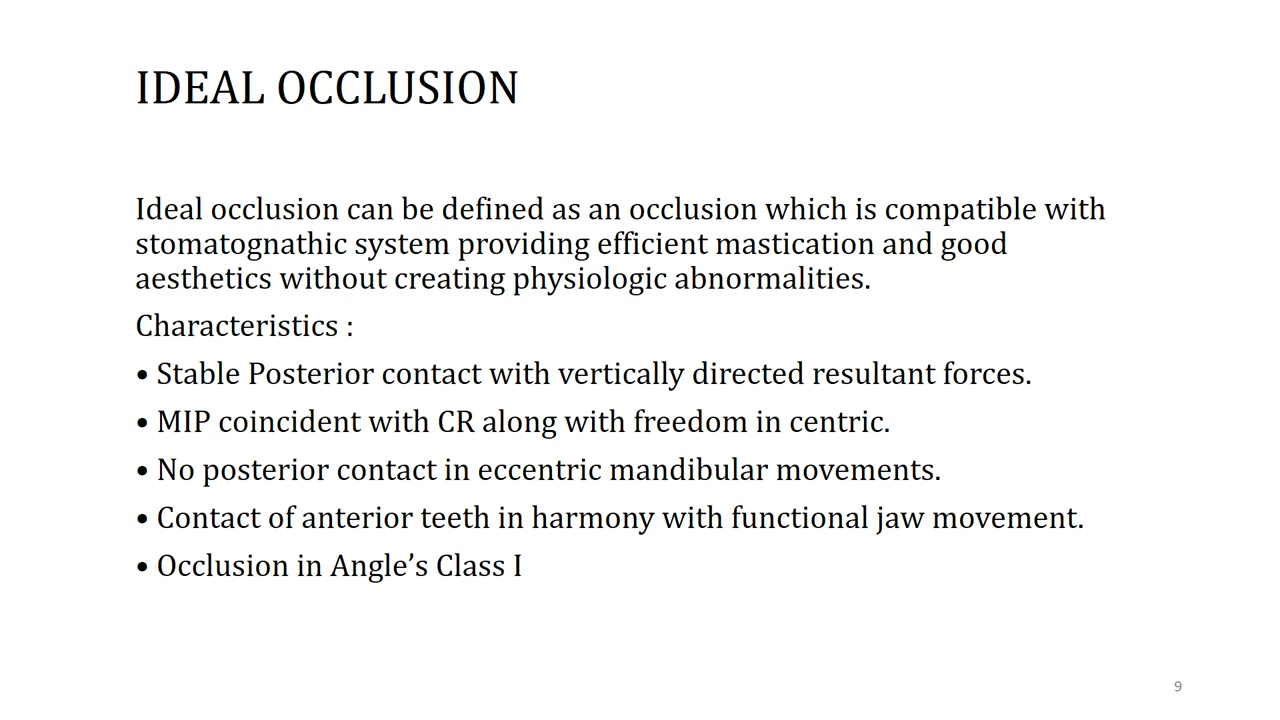 IDEAL OCCLUSION
Ideal occlusion can be defined as an occlusion which is compatible with
stomatognathic system providing efficient mastication and good
aesthetics without creating physiologic abnormalities.
Characteristics :
• Stable Posterior contact with vertically directed resultant forces.
• MIP coincident with CR along with freedom in centric.
• No posterior contact in eccentric mandibular movements.
• Contact of anterior teeth in harmony with functional jaw movement.
• Occlusion in Angle’s Class I
9